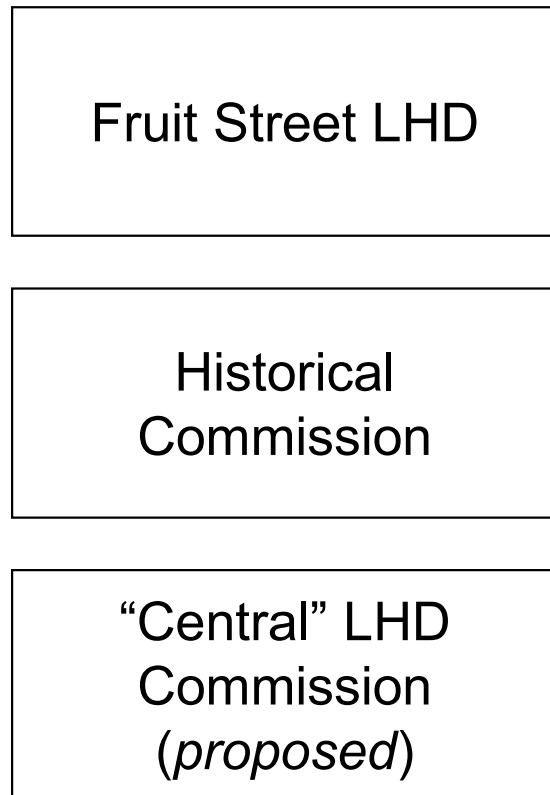 Fruit Street LHD
Historical
Commission
“Central” LHD
Commission
(proposed)